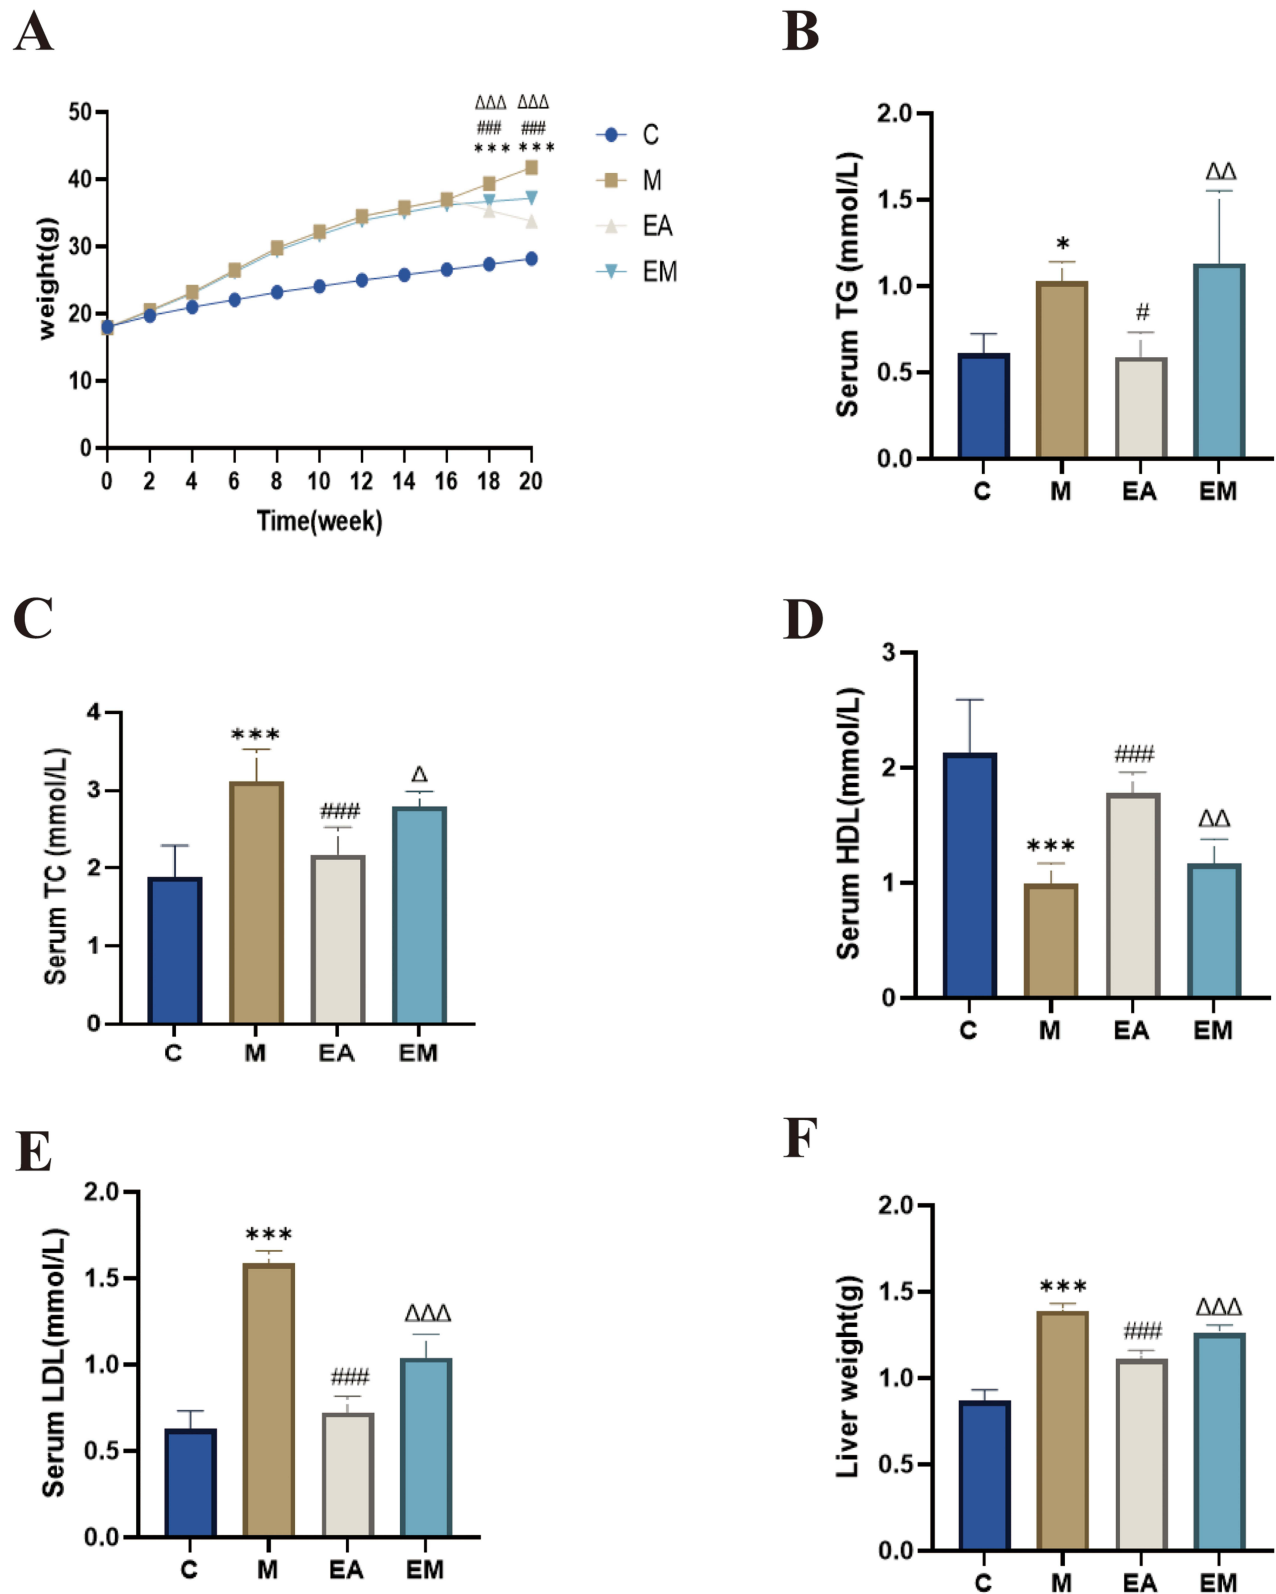 A
weight(g)
50
40
30
20
10
0
ΔΔΔ ΔΔΔ
### ###
*** ***
0 2 4 6 8 10 12 14 16 18 20
Time(week)
C
M
EA
EM
B
Serum TG (mmol/L)
2.0
1.5
1.0
0.5
0.0
*
#
ΔΔ
C M EA EM
C
Serum TC (mmol/L)
4
3
2
1
0
***
###
Δ
C M EA EM
D
Serum HDL(mmol/L)
3
2
1
0
***
###
ΔΔ
C M EA EM
E
Serum LDL(mmol/L)
2.0
1.5
1.0
0.5
0.0
***
###
ΔΔΔ
C M EA EM
F
Liver weight(g)
2.0
1.5
1.0
0.5
0.0
***
###
ΔΔΔ
C M EA EM